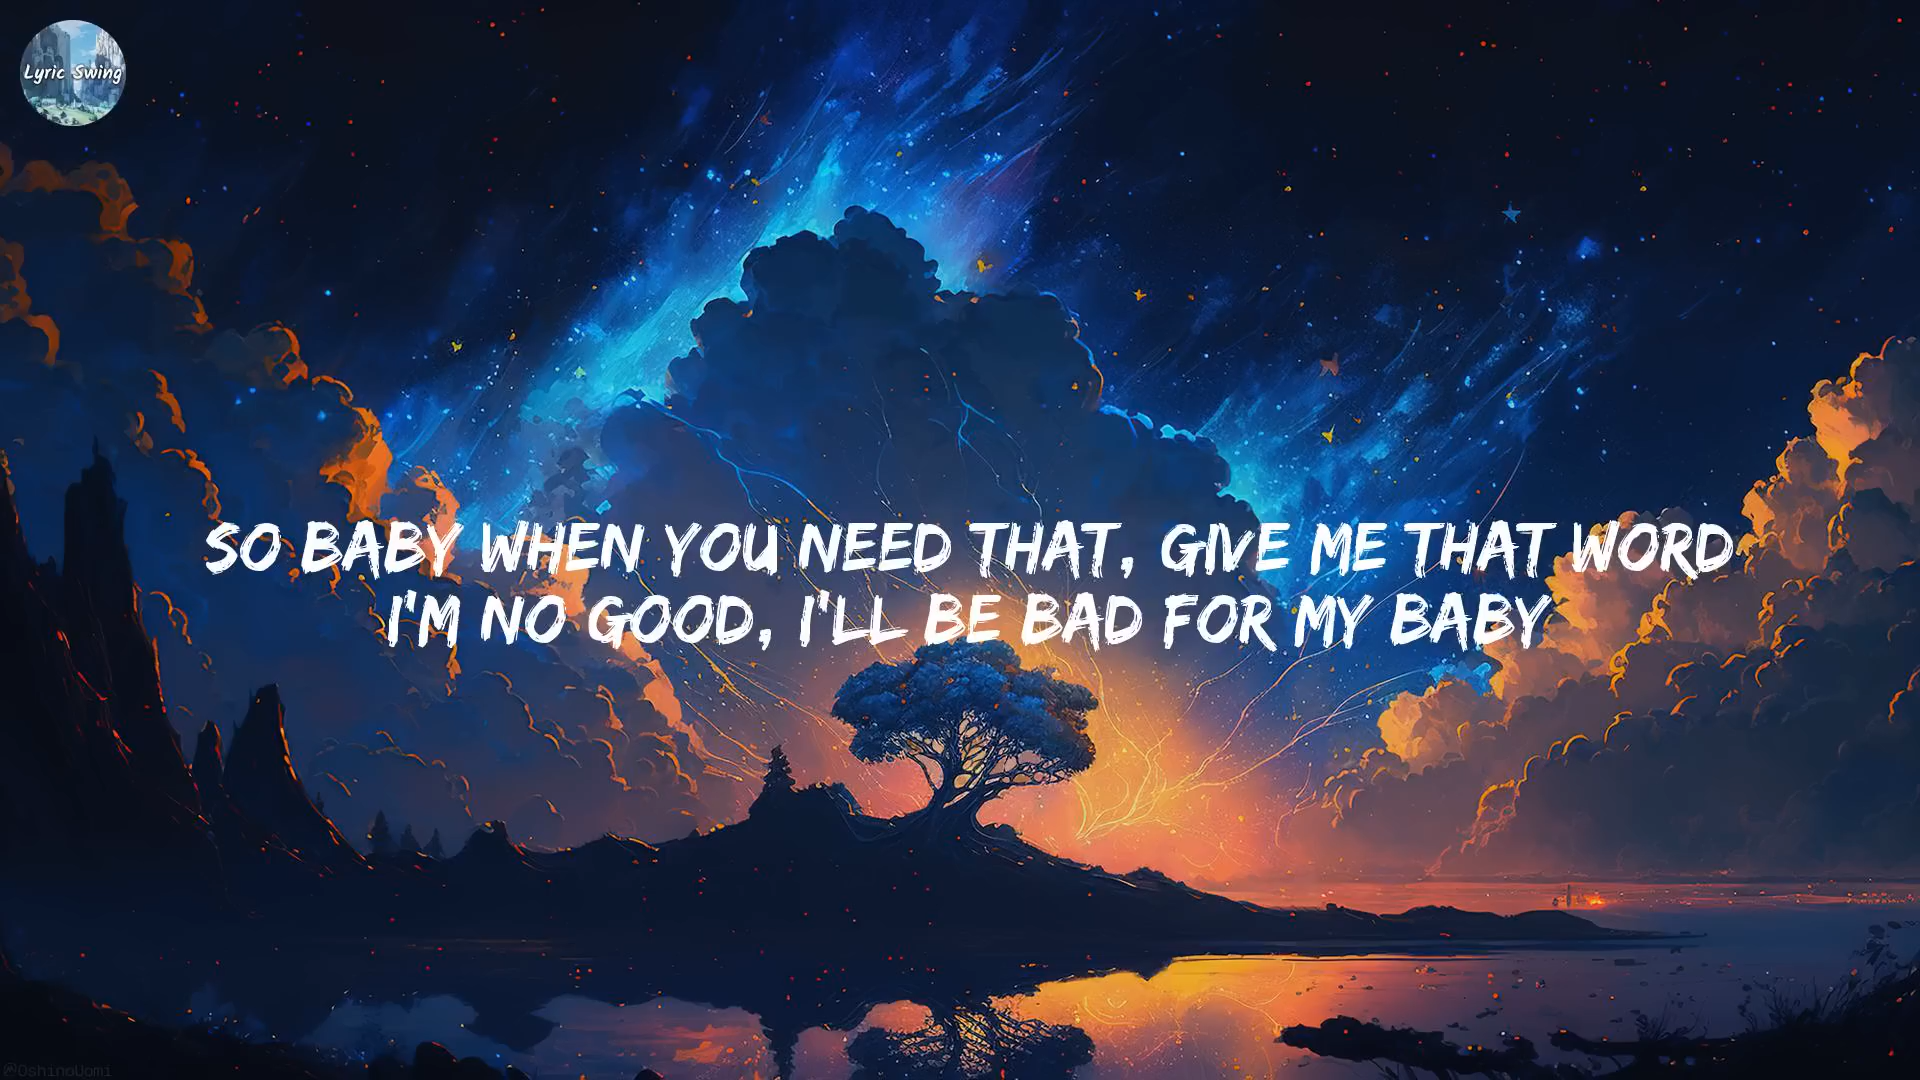 Lyric Swing
SO BABY WHEN YOU NEED THAT, GIVE ME THAT WORD
I'M NO GOOD, I'LL BE BAD FOR MY BABY
@OshinoUomi